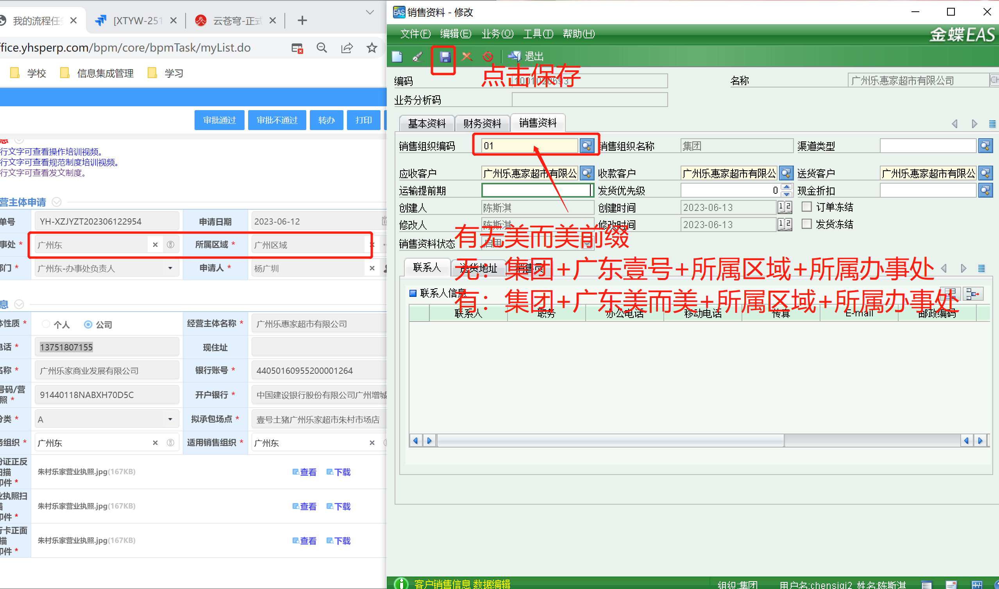 我的流程任务
[XTYW-251
云苍穹-正式
ffice.yhsperp.com/bpm/core/bpmTask/myList.do
学校
信息集成管理
学习
审批通过
审批不通过
转办
打印
息
行文字可查看操作培训视频。
行文字可查看规范制度培训视频。
行文字可查看发文制度。
营主体申请
单号
YH-XZJYZT202306122954
申请日期
2023-06-12
事处 *
广州东
所属区域 *
广州区域
部门 *
广州东-办事处负责人
申请人 *
杨广圳
息
体性质 *
个人
公司
经营主体名称 *
广州乐惠家超市有限公司
电话 *
13751807155
现住址
名称 *
广州乐家商业发展有限公司
银行账号 *
44050160955200001264
号码/营
照 *
91440118NABXH70D5C
开户银行 *
中国建设银行股份有限公司广州增城
分类 *
A
拟承包场点 *
壹号土猪广州乐家超市朱村市场店
务组织 *
广州东
适用销售组织 *
广州东
份证正反
扫描
印件 *
朱村乐家营业执照.jpg(167KB)
查看
下载
业执照扫
描
印件 *
朱村乐家营业执照.jpg(167KB)
查看
下载
行卡正面
描
印件 *
朱村乐家营业执照.jpg(167KB)
查看
下载
EAS
销售资料 - 修改
文件(F)
编辑(E)
业务(O)
工具(T)
帮助(H)
金蝶EAS
退出
点击保存
编码
1001020693
名称
广州乐惠家超市有限公司
业务分析码
基本资料
财务资料
销售资料
销售组织编码
01
销售组织名称
集团
渠道类型
应收客户
广州乐惠家超市有限公
收款客户
广州乐惠家超市有限公
送货客户
广州乐惠家超市有限公
运输提前期
发货优先级
0
现金折扣
创建人
陈斯淇
创建时间
2023-06-13
12
订单冻结
修改人
陈斯淇
修改时间
2023-06-13
12
发货冻结
销售资料状态
启用
有无美而美前缀
无：集团+广东壹号+所属区域+所属办事处
有：集团+广东美而美+所属区域+所属办事处
联系人
送货地址
销售员
联系人信息
联系人
职务
办公电话
移动电话
传真
E-mail
邮政编码
客户销售信息 数据编辑
组织:集团
用户名:chensiqi2 姓名:陈斯淇